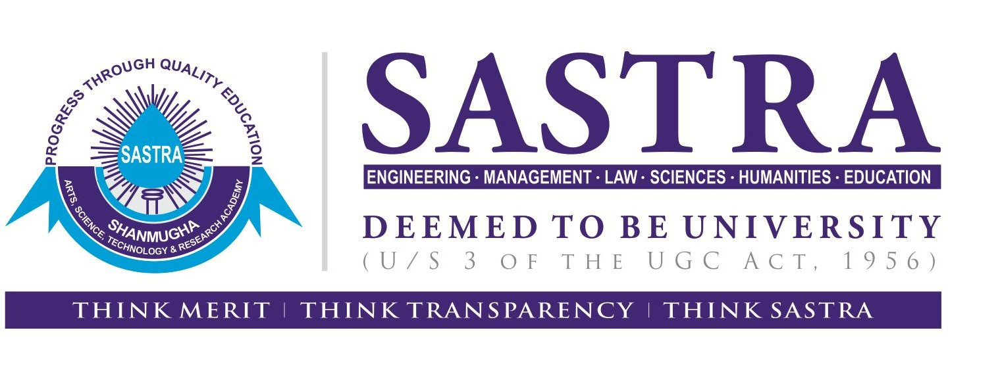 PROGRESS THROUGH QUALITY EDUCATION
SASTRA
SHANMUGHA
ARTS, SCIENCE, TECHNOLOGY & RESEARCH ACADEMY
SASTRA
ENGINEERING · MANAGEMENT · LAW · SCIENCES · HUMANITIES · EDUCATION
DEEMED TO BE UNIVERSITY
(U/S 3 OF THE UGC ACT, 1956)
THINK MERIT | THINK TRANSPARENCY | THINK SASTRA